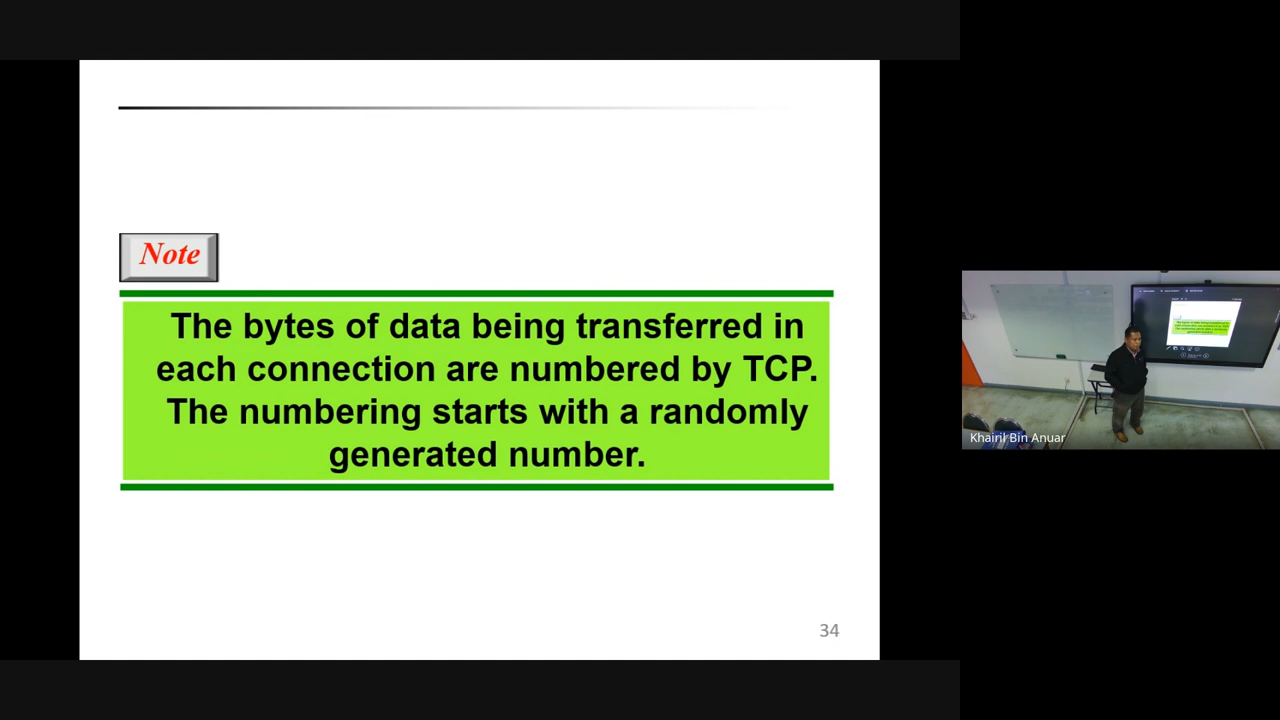 Note
The bytes of data being transferred in
each connection are numbered by TCP.
The numbering starts with a randomly
generated number.
34
Khairil Bin Anuar